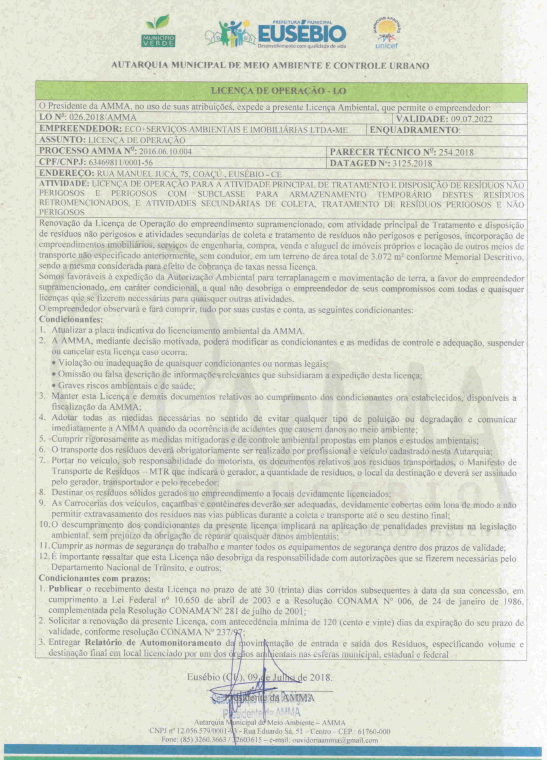 MUNICÍPIO
VERDE
PREFEITURA MUNICIPAL
EUSÉBIO
Desenvolvimento com qualidade de vida
unicef
AUTARQUIA MUNICIPAL DE MEIO AMBIENTE E CONTROLE URBANO
LICENÇA DE OPERAÇÃO - LO
O Presidente da AMMA, no uso de suas atribuições, expede a presente Licença Ambiental, que permite o empreendedor:
LO Nº: 026.2018/AMMA VALIDADE: 09.07.2022
EMPREENDEDOR: ECO+SERVIÇOS AMBIENTAIS E IMOBILIÁRIAS LTDA-ME ENQUADRAMENTO:
ASSUNTO: LICENÇA DE OPERAÇÃO
PROCESSO AMMA Nº: 2016.06.10.004 PARECER TÉCNICO Nº: 254.2018
CPF/CNPJ: 63469811/0001-56 DATAGED Nº: 3125.2018
ENDEREÇO: RUA MANUEL JUCÁ, 75, COAÇU, EUSÉBIO - CE
ATIVIDADE: LICENÇA DE OPERAÇÃO PARA A ATIVIDADE PRINCIPAL DE TRATAMENTO E DISPOSIÇÃO DE RESÍDUOS NÃO
PERIGOSOS E PERIGOSOS COM SUBCLASSE PARA ARMAZENAMENTO TEMPORÁRIO DESTES RESÍDUOS
RETROMENCIONADOS, E ATIVIDADES SECUNDÁRIAS DE COLETA, TRATAMENTO DE RESÍDUOS PERIGOSOS E NÃO
PERIGOSOS
Renovação da Licença de Operação do empreendimento supramencionado, com atividade principal de Tratamento e disposição
de resíduos não perigosos e atividades secundárias de coleta e tratamento de resíduos não perigosos e perigosos, incorporação de
empreendimentos imobiliários, serviços de engenharia, compra, venda e aluguel de imóveis próprios e locação de outros meios de
transporte não especificado anteriormente, sem condutor, em um terreno de área total de 3.072 m² conforme Memorial Descritivo,
sendo a mesma considerada para efeito de cobrança de taxas nessa licença.
Somos favoráveis à expedição da Autorização Ambiental para terraplanagem e movimentação de terra, a favor do empreendedor
supramencionado, em caráter condicional, a qual não desobriga o empreendedor de seus compromissos com todas e quaisquer
licenças que se fizerem necessárias para quaisquer outras atividades.
O empreendedor observará e fará cumprir, tudo por suas custas e conta, as seguintes condicionantes:
Condicionantes:
1. Atualizar a placa indicativa do licenciamento ambiental da AMMA.
2. A AMMA, mediante decisão motivada, poderá modificar os condicionantes e as medidas de controle e adequação, suspender
ou cancelar esta licença caso ocorra:
• Violação ou inadequação de quaisquer condicionantes ou normas legais;
• Omissão ou falsa descrição de informações relevantes que subsidiaram a expedição desta licença;
• Graves riscos ambientais e de saúde;
3. Manter esta Licença e demais documentos relativos ao cumprimento dos condicionantes ora estabelecidos, disponíveis a
fiscalização da AMMA;
4. Adotar todas as medidas necessárias no sentido de evitar qualquer tipo de poluição ou degradação e comunicar
imediatamente a AMMA quando da ocorrência de acidentes que causem danos ao meio ambiente;
5. Cumprir rigorosamente as medidas mitigadoras e de controle ambiental propostas em planos e estudos ambientais;
6. O transporte dos resíduos deverá obrigatoriamente ser realizado por profissional e veículo cadastrado nesta Autarquia;
7. Portar no veículo, sob responsabilidade do motorista, os documentos relativos aos resíduos transportados, o Manifesto de
Transporte de Resíduos – MTR que indicará o gerador, a quantidade de resíduos, o local da destinação e deverá ser assinado
pelo gerador, transportador e pelo recebedor;
8. Destinar os resíduos sólidos gerados no empreendimento a locais devidamente licenciados;
9. As Carrocerias dos veículos, caçambas e contêineres deverão ser adequadas, devidamente cobertas com lona de modo a não
permitir extravasamento dos resíduos nas vias públicas durante a coleta e transporte até o seu destino final;
10. O descumprimento dos condicionantes da presente licença implicará na aplicação de penalidades previstas na legislação
ambiental, sem prejuízo da obrigação de reparar quaisquer danos ambientais;
11. Cumprir as normas de segurança do trabalho e manter todos os equipamentos de segurança dentro dos prazos de validade;
12. É importante ressaltar que esta Licença não desobriga da responsabilidade com autorizações que se fizerem necessárias pelo
Departamento Nacional de Trânsito, e outros;
Condicionantes com prazos:
1. Publicar o recebimento desta Licença no prazo de até 30 (trinta) dias corridos subsequentes à data da sua concessão, em
cumprimento a Lei Federal nº 10.650 de abril de 2003 e a Resolução CONAMA Nº 006, de 24 de janeiro de 1986,
complementada pela Resolução CONAMA Nº 281 de julho de 2001;
2. Solicitar a renovação da presente Licença, com antecedência mínima de 120 (cento e vinte) dias da expiração do seu prazo de
validade, conforme resolução CONAMA Nº 237/97;
3. Entregar Relatório de Automonitoramento da movimentação de entrada e saída dos Resíduos, especificando volume e
destinação final em local licenciado por um dos órgãos ambientais nas esferas municipal, estadual e federal
Eusébio (CE), 09 de Julho de 2018.
Presidente da AMMA
Presidente da AMMA
Autarquia Municipal de Meio Ambiente – AMMA
CNPJ nº 12.056.579/0001-03 - Rua Eduardo Sá, 51 – Centro – CEP.: 61760-000
Fone: (85) 3260.3663 / 32603615 – e-mail: ouvidoriaamma@gmail.com